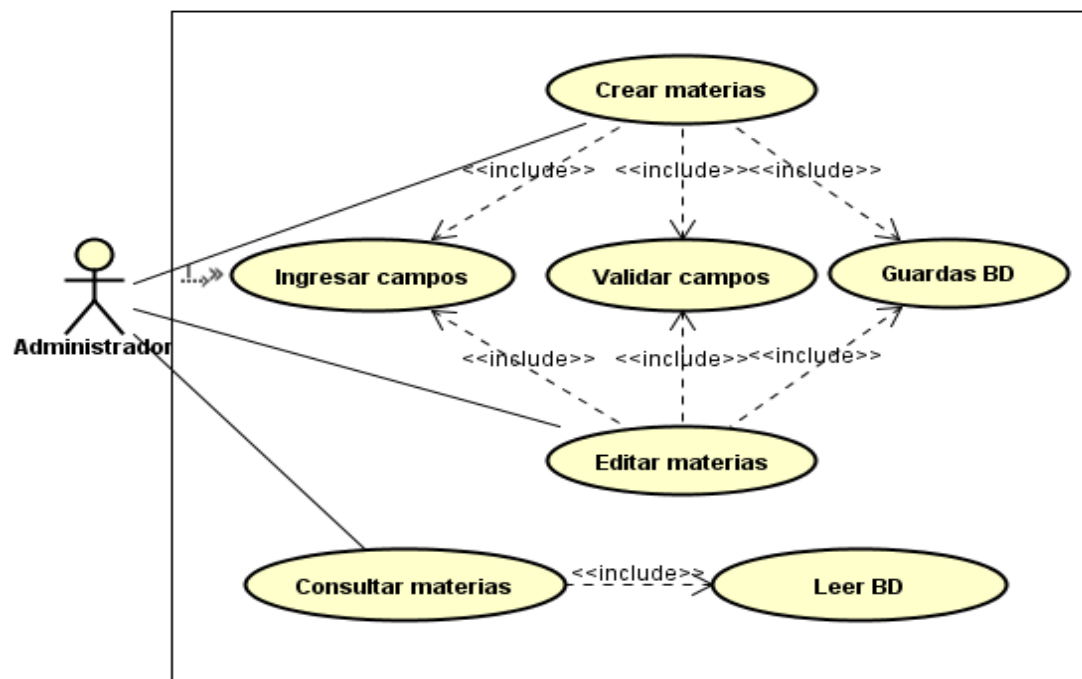 Crear materias
<<include>>
<<include>>
<<include>>
Ingresar campos
Validar campos
Guardas BD
Administrador
<<include>>
<<include>>
<<include>>
Editar materias
Consultar materias
<<include>>
Leer BD